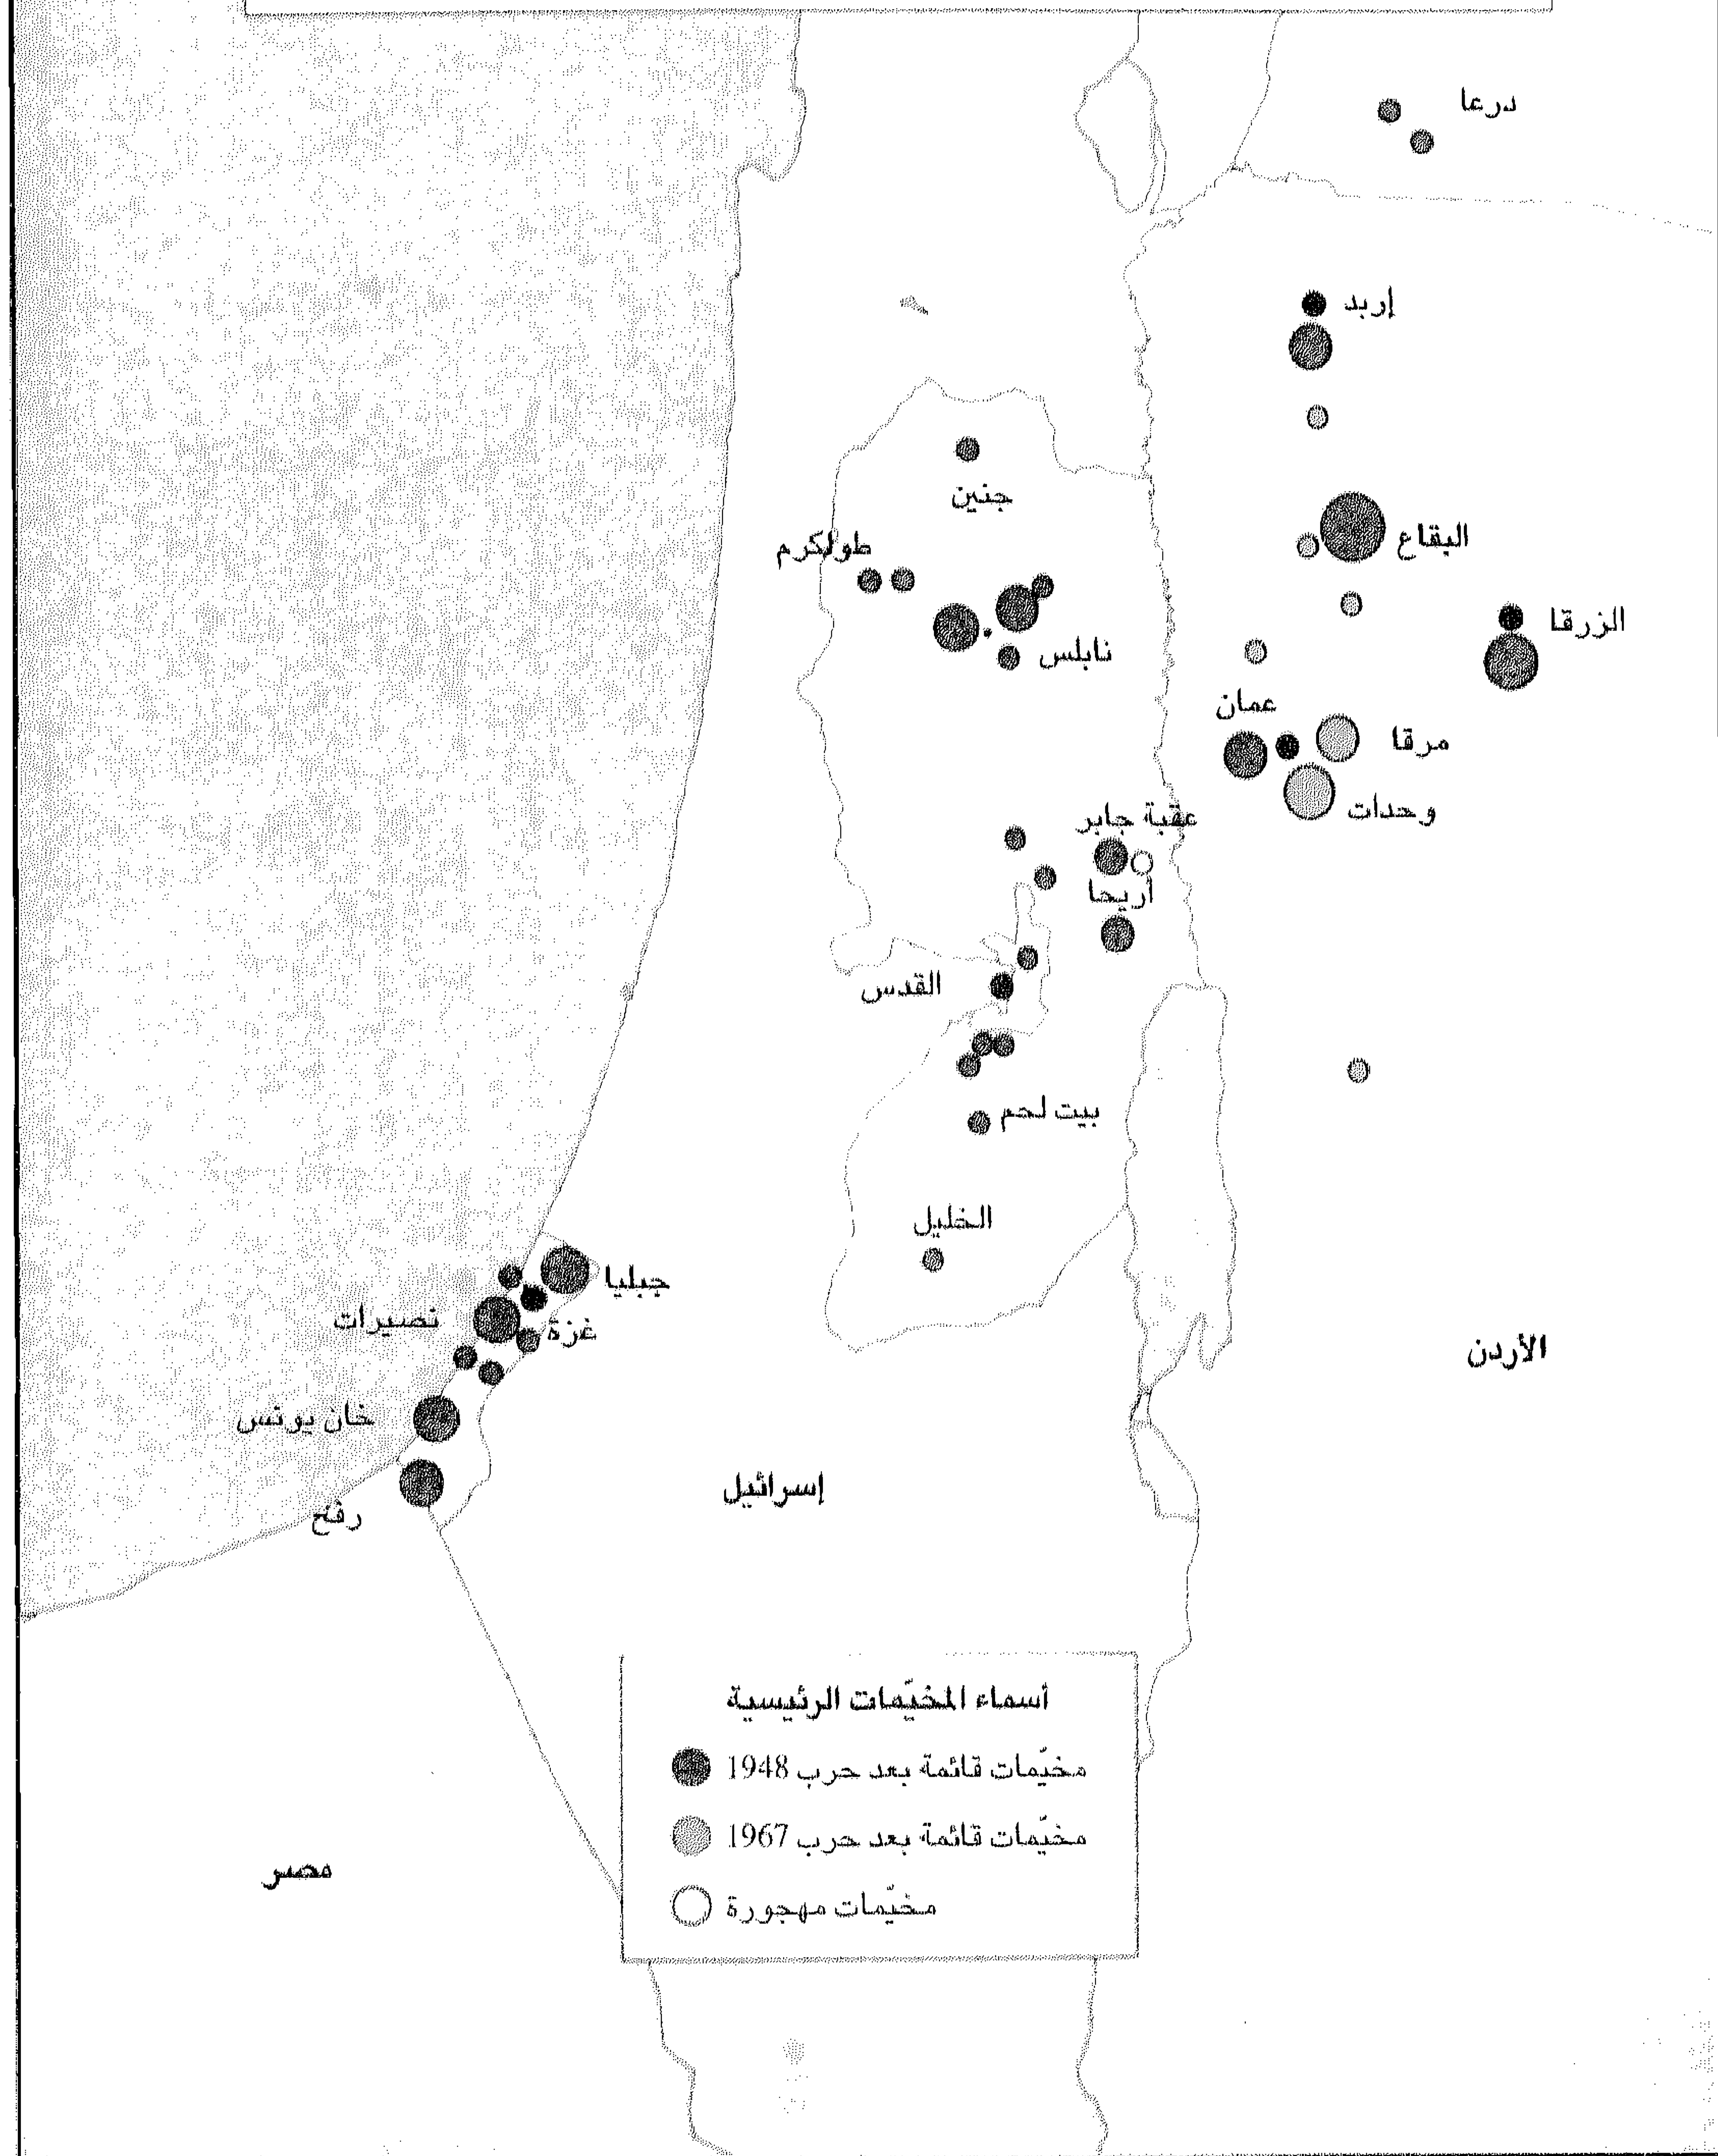 درعا
إربد
جنين
البقاع
طولكرم
الزرقا
نابلس
عمان
مرقا
وحدات
عقبة جابر
أريحا
القدس
بيت لحم
الخليل
جبليا
نصيرات
غزة
الأردن
خان يونس
إسرائيل
رفح
أسماء المخيّمات الرئيسية
مخيّمات قائمة بعد حرب 1948
مخيّمات قائمة بعد حرب 1967
مخيّمات مهجورة
مصر